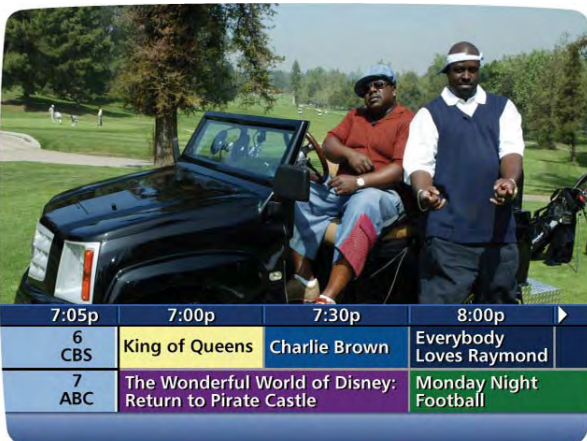 7:05p 7:00p 7:30p 8:00p
6
CBS
King of Queens
Charlie Brown
Everybody
Loves Raymond
7
ABC
The Wonderful World of Disney:
Return to Pirate Castle
Monday Night
Football